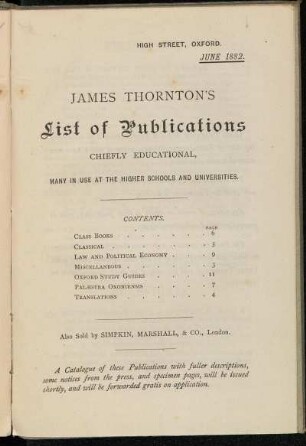 HIGH STREET, OXFORD.
JUNE 1882.
JAMES THORNTON'S
List of Publications
CHIEFLY EDUCATIONAL,
MANY IN USE AT THE HIGHER SCHOOLS AND UNIVERSITIES.
CONTENTS.
PAGE
CLASS BOOKS . . . . . . 6
CLASSICAL . . . . . . 5
LAW AND POLITICAL ECONOMY . . . . 9
MISCELLANEOUS . . . . . . 3
OXFORD STUDY GUIDES . . . . . 11
PALÆSTRA OXONIENSIS . . . . . 7
TRANSLATIONS . . . . . . 4
Also Sold by SIMPKIN, MARSHALL, & CO., London.
A Catalogue of these Publications with fuller descriptions,
some notices from the press, and specimen pages, will be issued
shortly, and will be forwarded gratis on application.